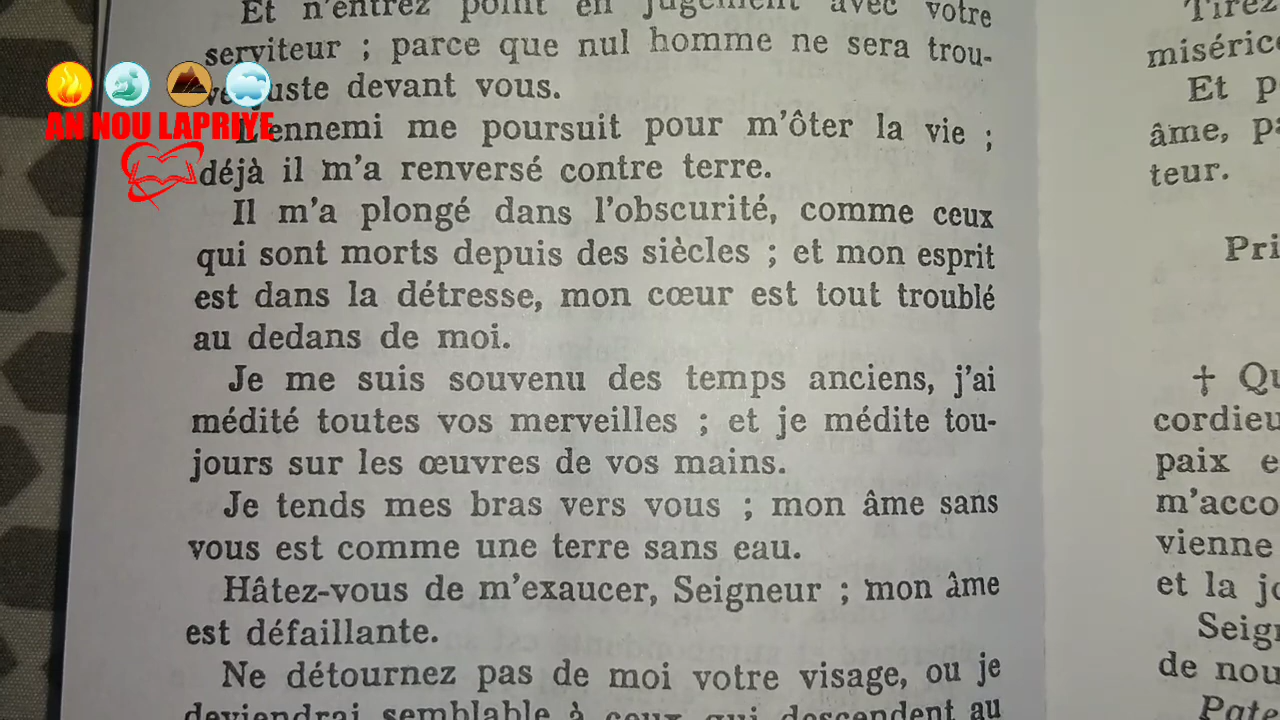 Et n'entrez point en jugement avec votre
serviteur ; parce que nul homme ne sera trou-
juste devant vous.
AN NOU LAPRIYE
L'ennemi me poursuit pour m'ôter la vie ;
déjà il m'a renversé contre terre.
Il m'a plongé dans l'obscurité, comme ceux
qui sont morts depuis des siècles ; et mon esprit
est dans la détresse, mon cœur est tout troublé
au dedans de moi.
Je me suis souvenu des temps anciens, j'ai
médité toutes vos merveilles ; et je médite tou-
jours sur les œuvres de vos mains.
Je tends mes bras vers vous ; mon âme sans
vous est comme une terre sans eau.
Hâtez-vous de m'exaucer, Seigneur ; mon âme
est défaillante.
Ne détournez pas de moi votre visage, ou je
deviendrai semblable à ceux qui descendent au
Tirez
miséric
Et p
âme,
teur.
Pri
† Qu
cordieu
paix e
m'acco
vienne
et la jo
Seign
de nou
Pate